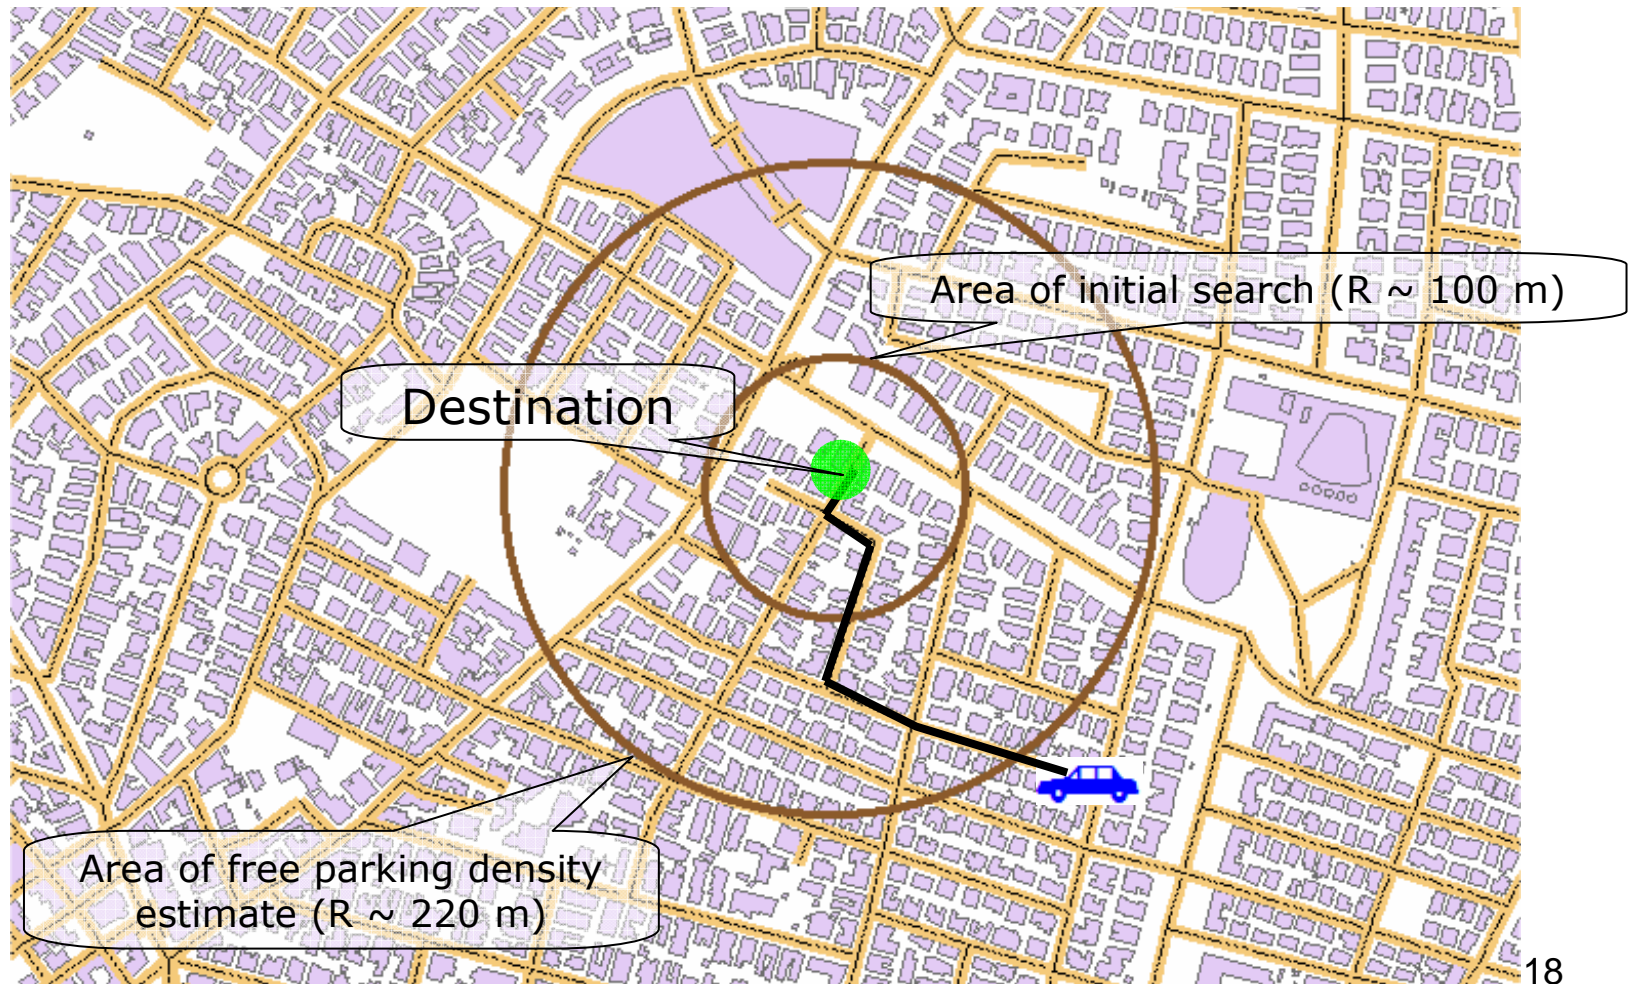 Area of initial search (R ~ 100 m)
Destination
Area of free parking density
estimate (R ~ 220 m)
18